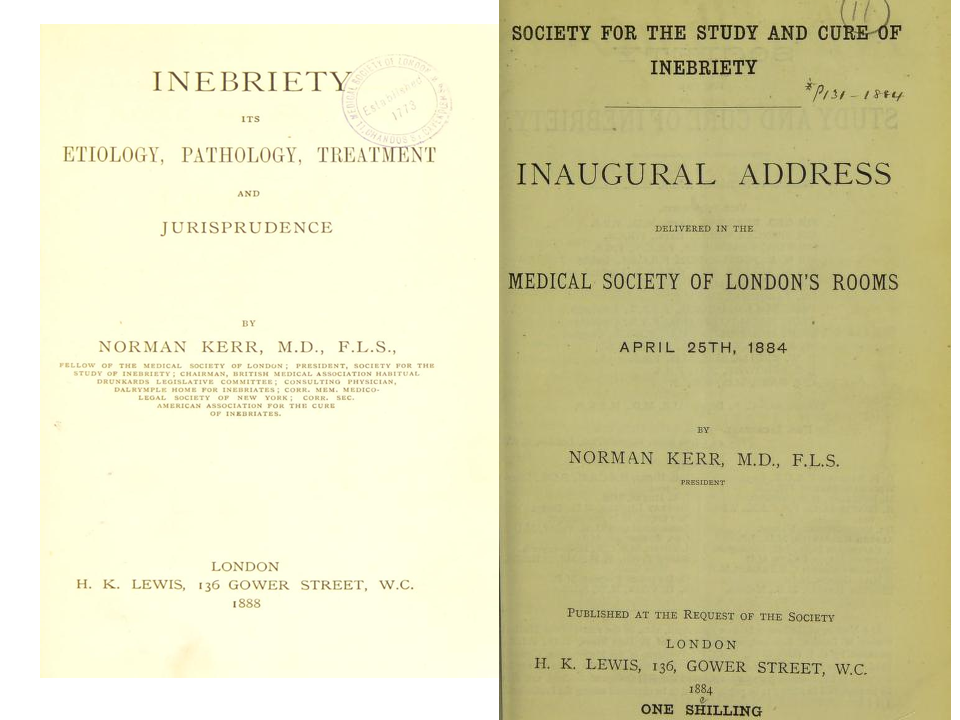 INEBRIETY
ITS
ETIOLOGY, PATHOLOGY, TREATMENT
AND
JURISPRUDENCE
BY
NORMAN KERR, M.D., F.L.S.,
FELLOW OF THE MEDICAL SOCIETY OF LONDON; PRESIDENT, SOCIETY FOR THE
STUDY OF INEBRIETY; CHAIRMAN, BRITISH MEDICAL ASSOCIATION HABITUAL
DRUNKARDS LEGISLATIVE COMMITTEE; CONSULTING PHYSICIAN,
DALRYMPLE HOME FOR INEBRIATES; CORR. MEM. MEDICO-
LEGAL SOCIETY OF NEW YORK; CORR. SEC.
AMERICAN ASSOCIATION FOR THE CURE
OF INEBRIATES.
LONDON
H. K. LEWIS, 136 GOWER STREET, W.C.
1888
MEDICAL SOCIETY OF LONDON
Established
1773
(11)
SOCIETY FOR THE STUDY AND CURE OF
INEBRIETY
*P131-1884
INAUGURAL ADDRESS
DELIVERED IN THE
MEDICAL SOCIETY OF LONDON'S ROOMS
APRIL 25TH, 1884
BY
NORMAN KERR, M.D., F.L.S.
PRESIDENT
PUBLISHED AT THE REQUEST OF THE SOCIETY
LONDON
H. K. LEWIS, 136, GOWER STREET, W.C.
1884
ONE SHILLING